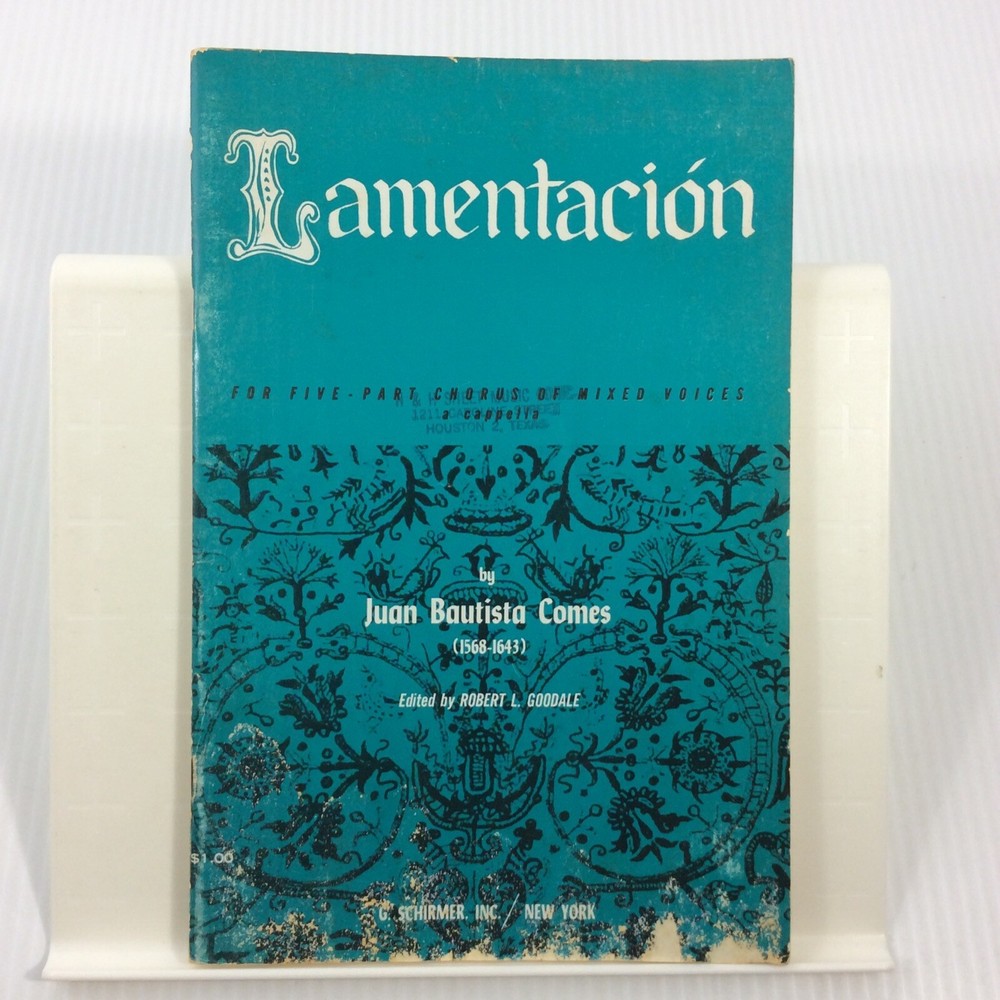 Lamentación
FOR FIVE-PART CHORUS OF MIXED VOICES
a cappella
HOUSTON 2, TEXAS
by
Juan Bautista Comes
(1568-1643)
Edited by ROBERT L. GOODALE
$1.00
G. SCHIRMER, INC. / NEW YORK